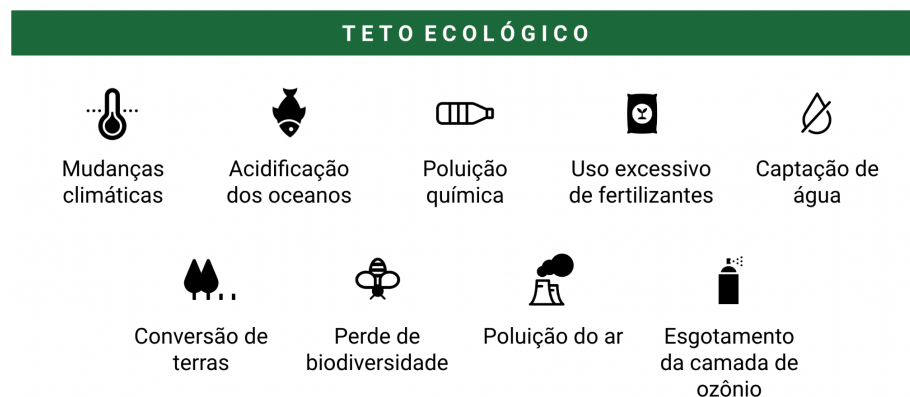 TETO ECOLÓGICO
Mudanças
climáticas
Acidificação
dos oceanos
Poluição
química
Uso excessivo
de fertilizantes
Captação de
água
Conversão de
terras
Perde de
biodiversidade
Poluição do ar
Esgotamento
da camada de
ozônio